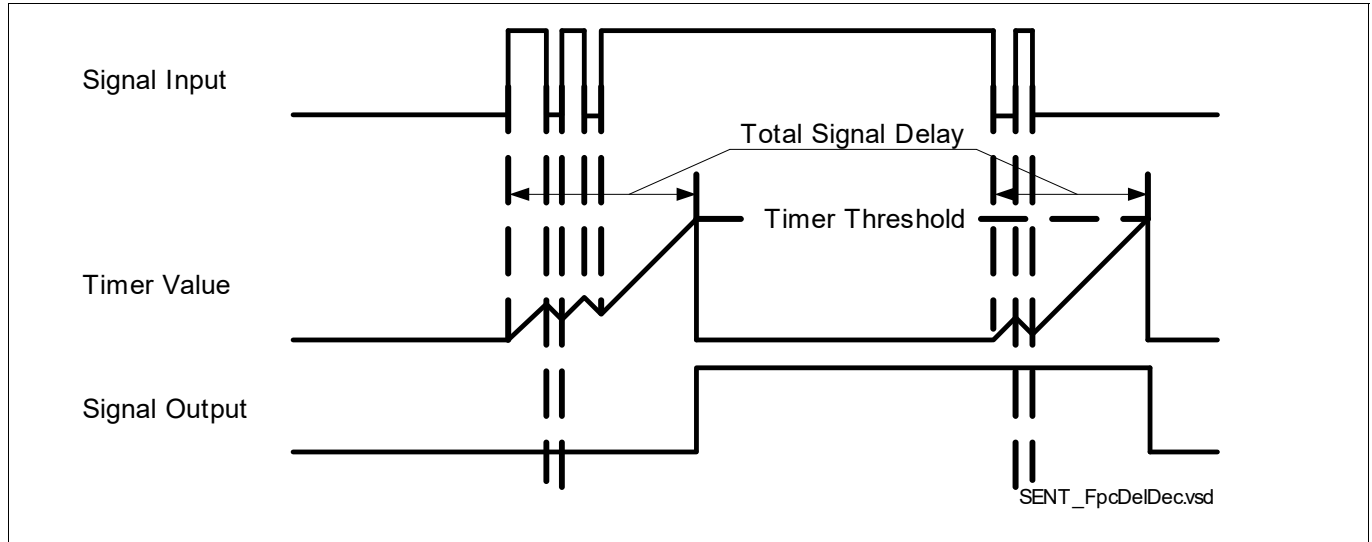 Signal Input
Total Signal Delay
Timer Threshold
Timer Value
Signal Output
SENT_FpcDelDec.vsd